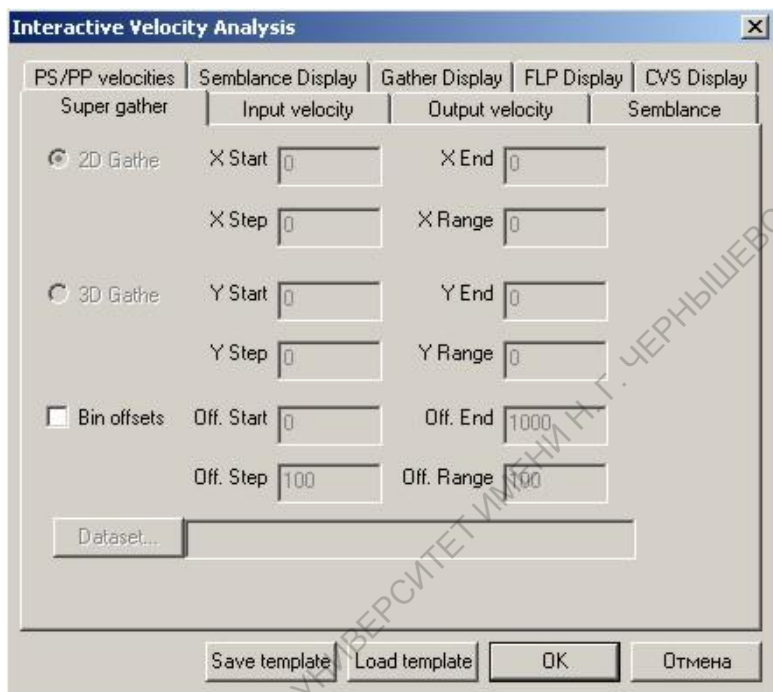 Interactive Velocity Analysis
PS/PP velocities Semblance Display Gather Display FLP Display CVS Display
Super gather Input velocity Output velocity Semblance
2D Gathe X Start 0 X End 0
X Step 0 X Range 0
3D Gathe Y Start 0 Y End 0
Y Step 0 Y Range 0
Bin offsets Off. Start 0 Off. End 1000
Off. Step 100 Off. Range 100
Dataset...
Save template Load template OK Отмена
УНИВЕРСИТЕТ ИМЕНИ Н. Г. ЧЕРНЫШЕВС